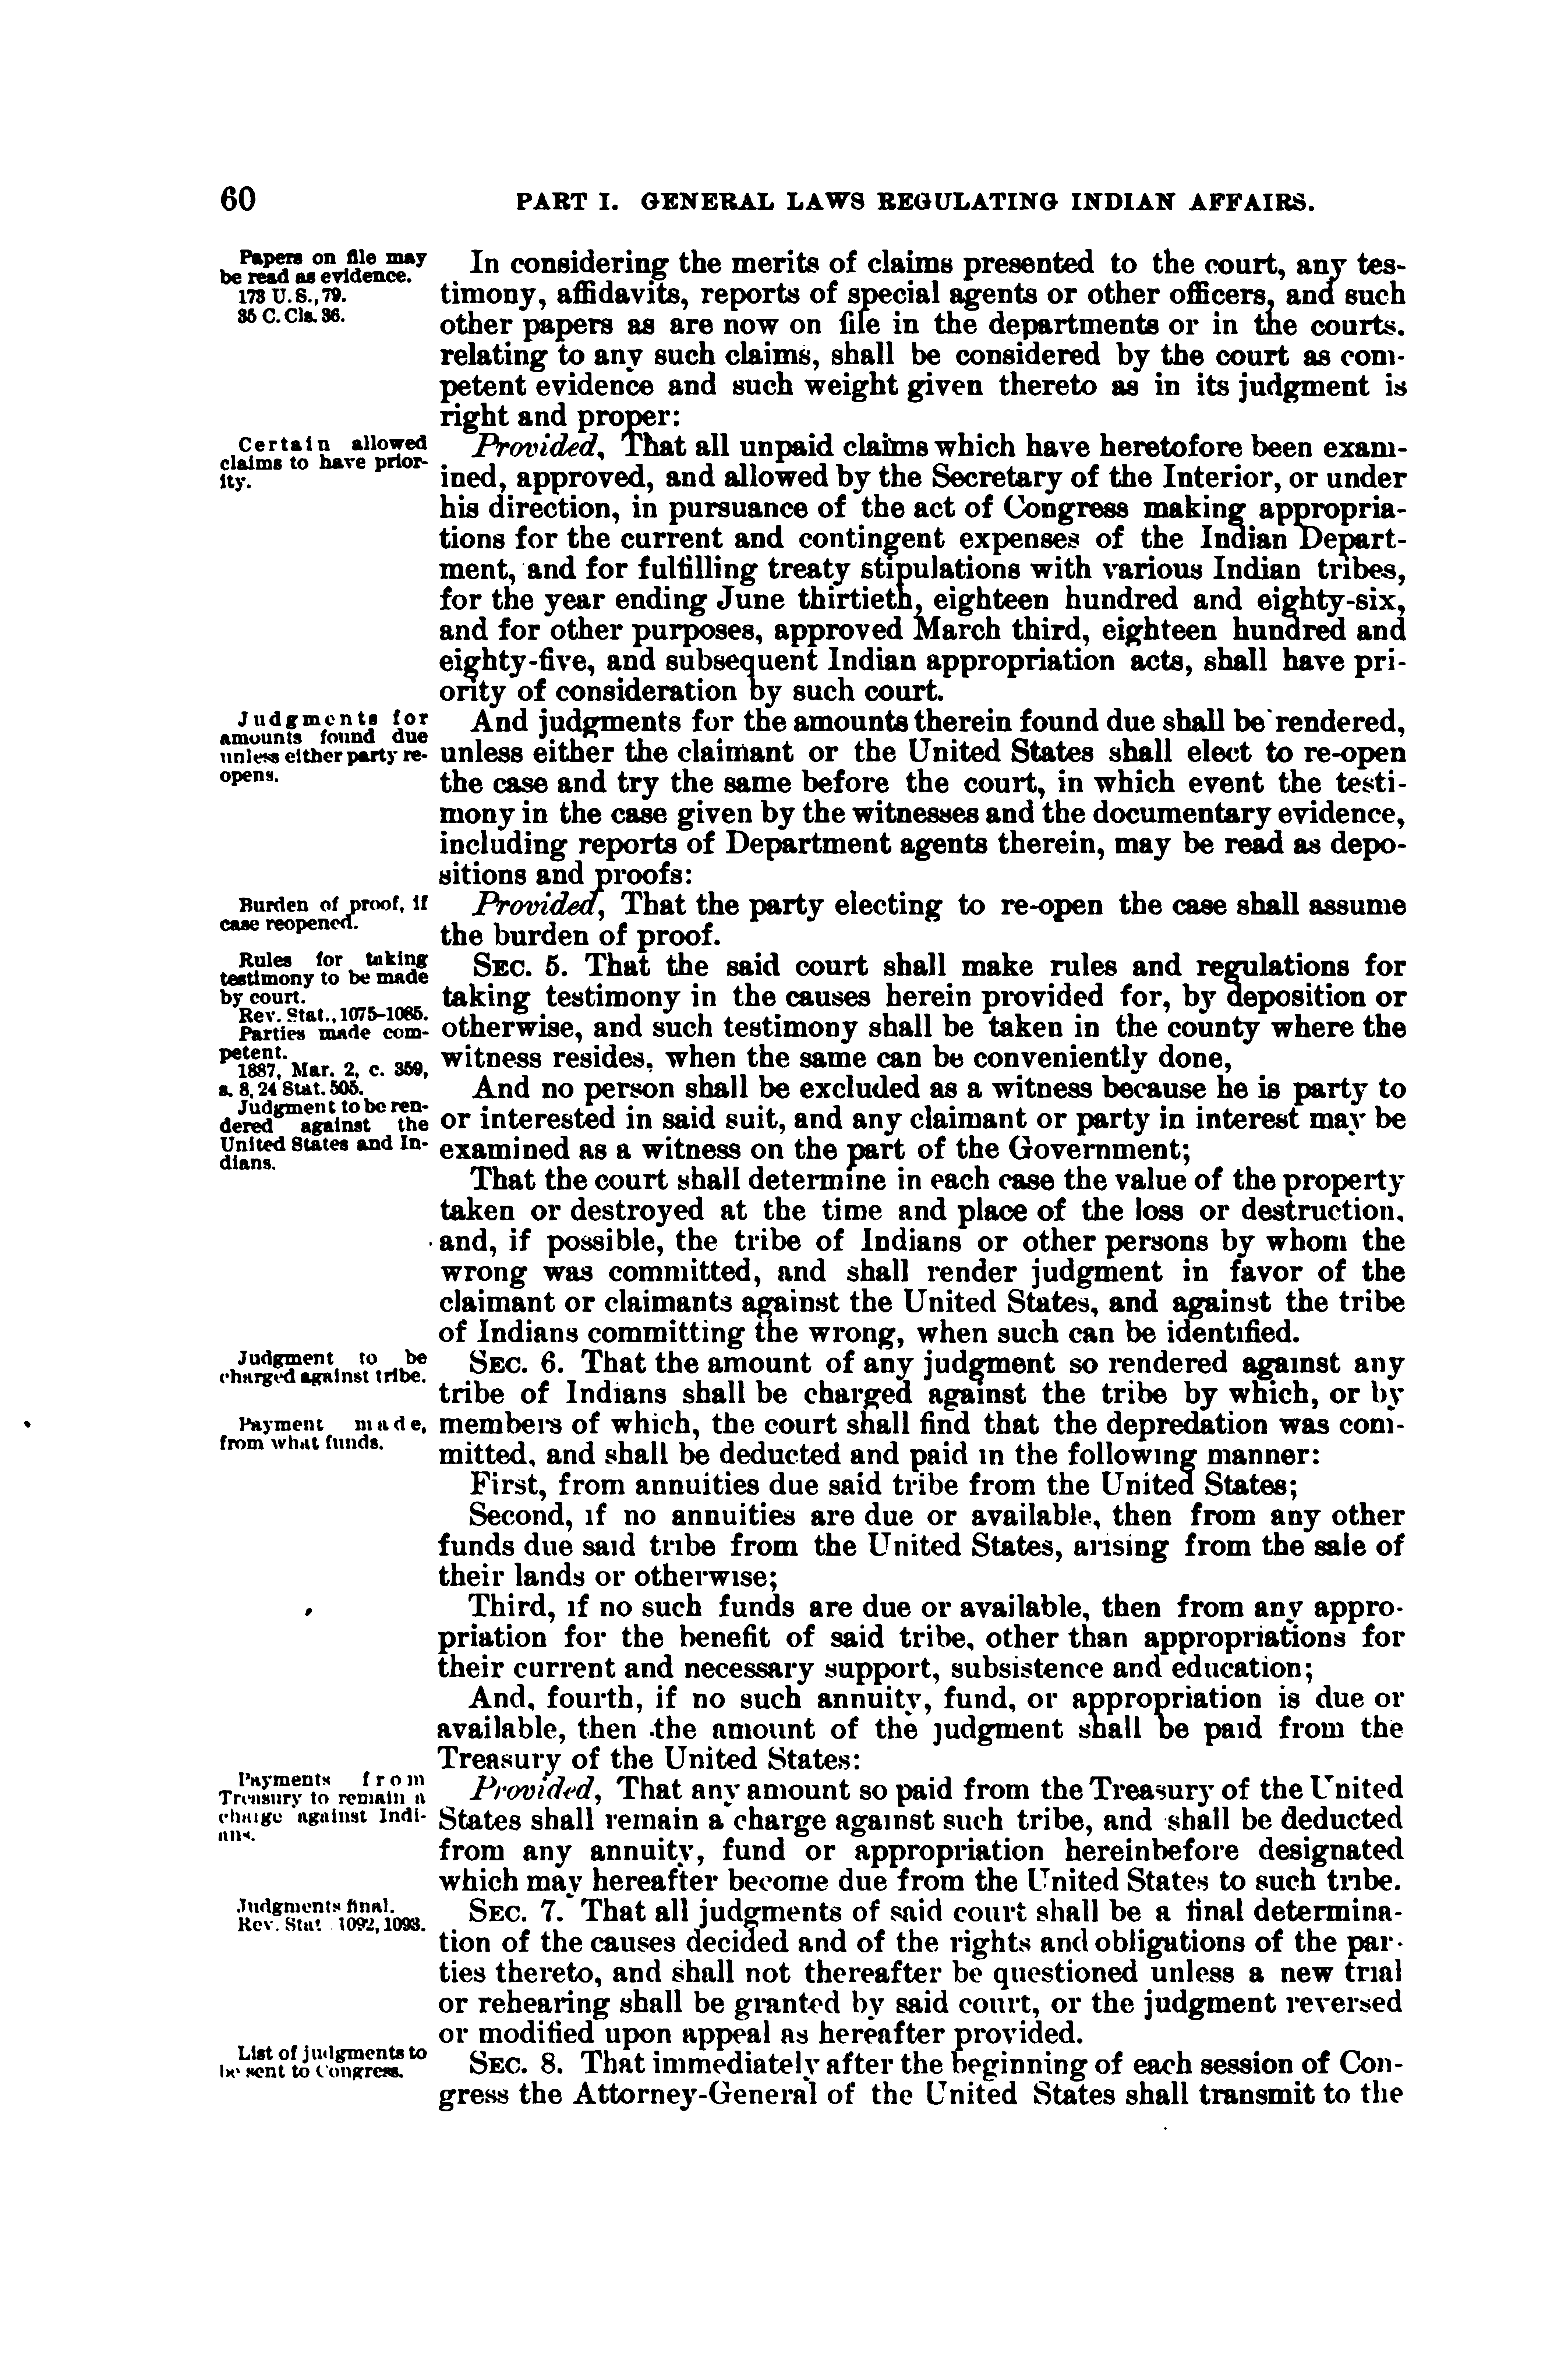 60
PART I. GENERAL LAWS REGULATING INDIAN AFFAIRS.
Papers on file may
be read as evidence.
173 U. S., 79.
35 C. Cls. 36.
In considering the merits of claims presented to the court, any tes-
timony, affidavits, reports of special agents or other officers, and such
other papers as are now on file in the departments or in the courts.
relating to any such claims, shall be considered by the court as com-
petent evidence and such weight given thereto as in its judgment is
right and proper:
Certain allowed
claims to have prior-
ity.
Provided, That all unpaid claims which have heretofore been exam-
ined, approved, and allowed by the Secretary of the Interior, or under
his direction, in pursuance of the act of Congress making appropria-
tions for the current and contingent expenses of the Indian Depart-
ment, and for fulfilling treaty stipulations with various Indian tribes,
for the year ending June thirtieth, eighteen hundred and eighty-six,
and for other purposes, approved March third, eighteen hundred and
eighty-five, and subsequent Indian appropriation acts, shall have pri-
ority of consideration by such court.
Judgments for
amounts found due
unless either party re-
opens.
And judgments for the amounts therein found due shall be rendered,
unless either the claimant or the United States shall elect to re-open
the case and try the same before the court, in which event the testi-
mony in the case given by the witnesses and the documentary evidence,
including reports of Department agents therein, may be read as depo-
sitions and proofs:
Burden of proof, if
case reopened.
Provided, That the party electing to re-open the case shall assume
the burden of proof.
Rules for taking
testimony to be made
by court.
Rev. Stat., 1075-1085.
Parties made com-
petent.
1887, Mar. 2, c. 359,
s. 8, 24 Stat. 505.
Judgment to be ren-
dered against the
United States and In-
dians.
SEC. 5. That the said court shall make rules and regulations for
taking testimony in the causes herein provided for, by deposition or
otherwise, and such testimony shall be taken in the county where the
witness resides, when the same can be conveniently done,
And no person shall be excluded as a witness because he is party to
or interested in said suit, and any claimant or party in interest may be
examined as a witness on the part of the Government;
That the court shall determine in each case the value of the property
taken or destroyed at the time and place of the loss or destruction,
and, if possible, the tribe of Indians or other persons by whom the
wrong was committed, and shall render judgment in favor of the
claimant or claimants against the United States, and against the tribe
of Indians committing the wrong, when such can be identified.
Judgment to be
charged against tribe.
Payment made,
from what funds.
SEC. 6. That the amount of any judgment so rendered against any
tribe of Indians shall be charged against the tribe by which, or by
members of which, the court shall find that the depredation was com-
mitted, and shall be deducted and paid in the following manner:
First, from annuities due said tribe from the United States;
Second, if no annuities are due or available, then from any other
funds due said tribe from the United States, arising from the sale of
their lands or otherwise;
Third, if no such funds are due or available, then from any appro-
priation for the benefit of said tribe, other than appropriations for
their current and necessary support, subsistence and education;
And, fourth, if no such annuity, fund, or appropriation is due or
available, then the amount of the judgment shall be paid from the
Treasury of the United States:
Payments from
Treasury to remain a
charge against Indi-
ans.
Provided, That any amount so paid from the Treasury of the United
States shall remain a charge against such tribe, and shall be deducted
from any annuity, fund or appropriation hereinbefore designated
which may hereafter become due from the United States to such tribe.
Judgments final.
Rev. Stat 1092, 1093.
SEC. 7. That all judgments of said court shall be a final determina-
tion of the causes decided and of the rights and obligations of the par-
ties thereto, and shall not thereafter be questioned unless a new trial
or rehearing shall be granted by said court, or the judgment reversed
or modified upon appeal as hereafter provided.
List of judgments to
be sent to Congress.
SEC. 8. That immediately after the beginning of each session of Con-
gress the Attorney-General of the United States shall transmit to the